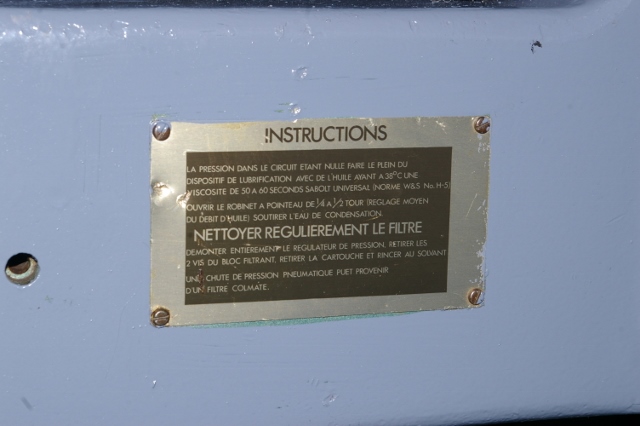 INSTRUCTIONS
LA PRESSION DANS LE CIRCUIT ETANT NULLE FAIRE LE PLEIN DU
DISPOSITIF DE LUBRIFICATION AVEC DE L'HUILE AYANT A 38°C UNE
VISCOSITE DE 50 A 60 SECONDS SABOLT UNIVERSAL (NORME W&S No. H-5)
OUVRIR LE ROBINET A POINTEAU DE 1/4 A 1/2 TOUR (REGLAGE MOYEN
DU DEBIT D'HUILE) SOUTIRER L'EAU DE CONDENSATION.
NETTOYER REGULIEREMENT LE FILTRE
DEMONTER ENTIEREMENT LE REGULATEUR DE PRESSION, RETIRER LES
2 VIS DU BLOC FILTRANT, RETIRER LA CARTOUCHE ET RINCER AU SOLVANT
UNE CHUTE DE PRESSION PNEUMATIQUE PUET PROVENIR
D'UN FILTRE COLMATE.